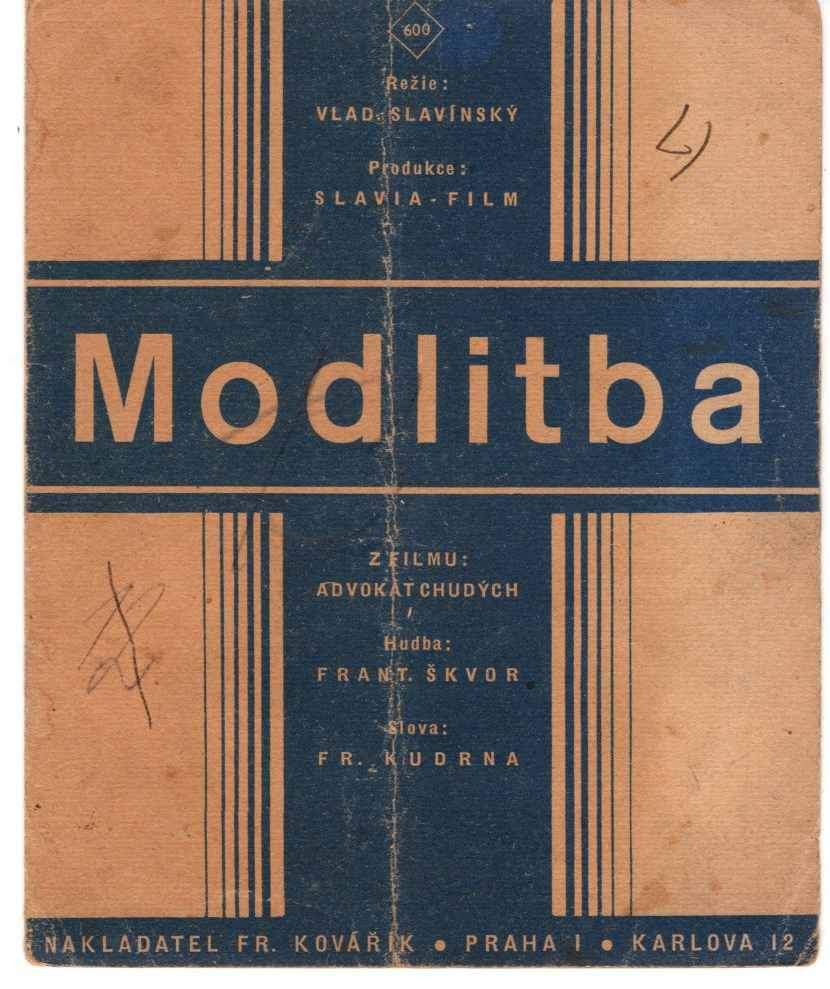 600
Režie:
VLAD. SLAVÍNSKÝ
Produkce:
SLAVIA-FILM
Modlitba
Z FILMU:
ADVOKÁT CHUDÝCH
Hudba:
FRANT. ŠKVOR
Slova:
FR. KUDRNA
NAKLADATEL FR. KOVÁŘÍK • PRAHA I • KARLOVA 12